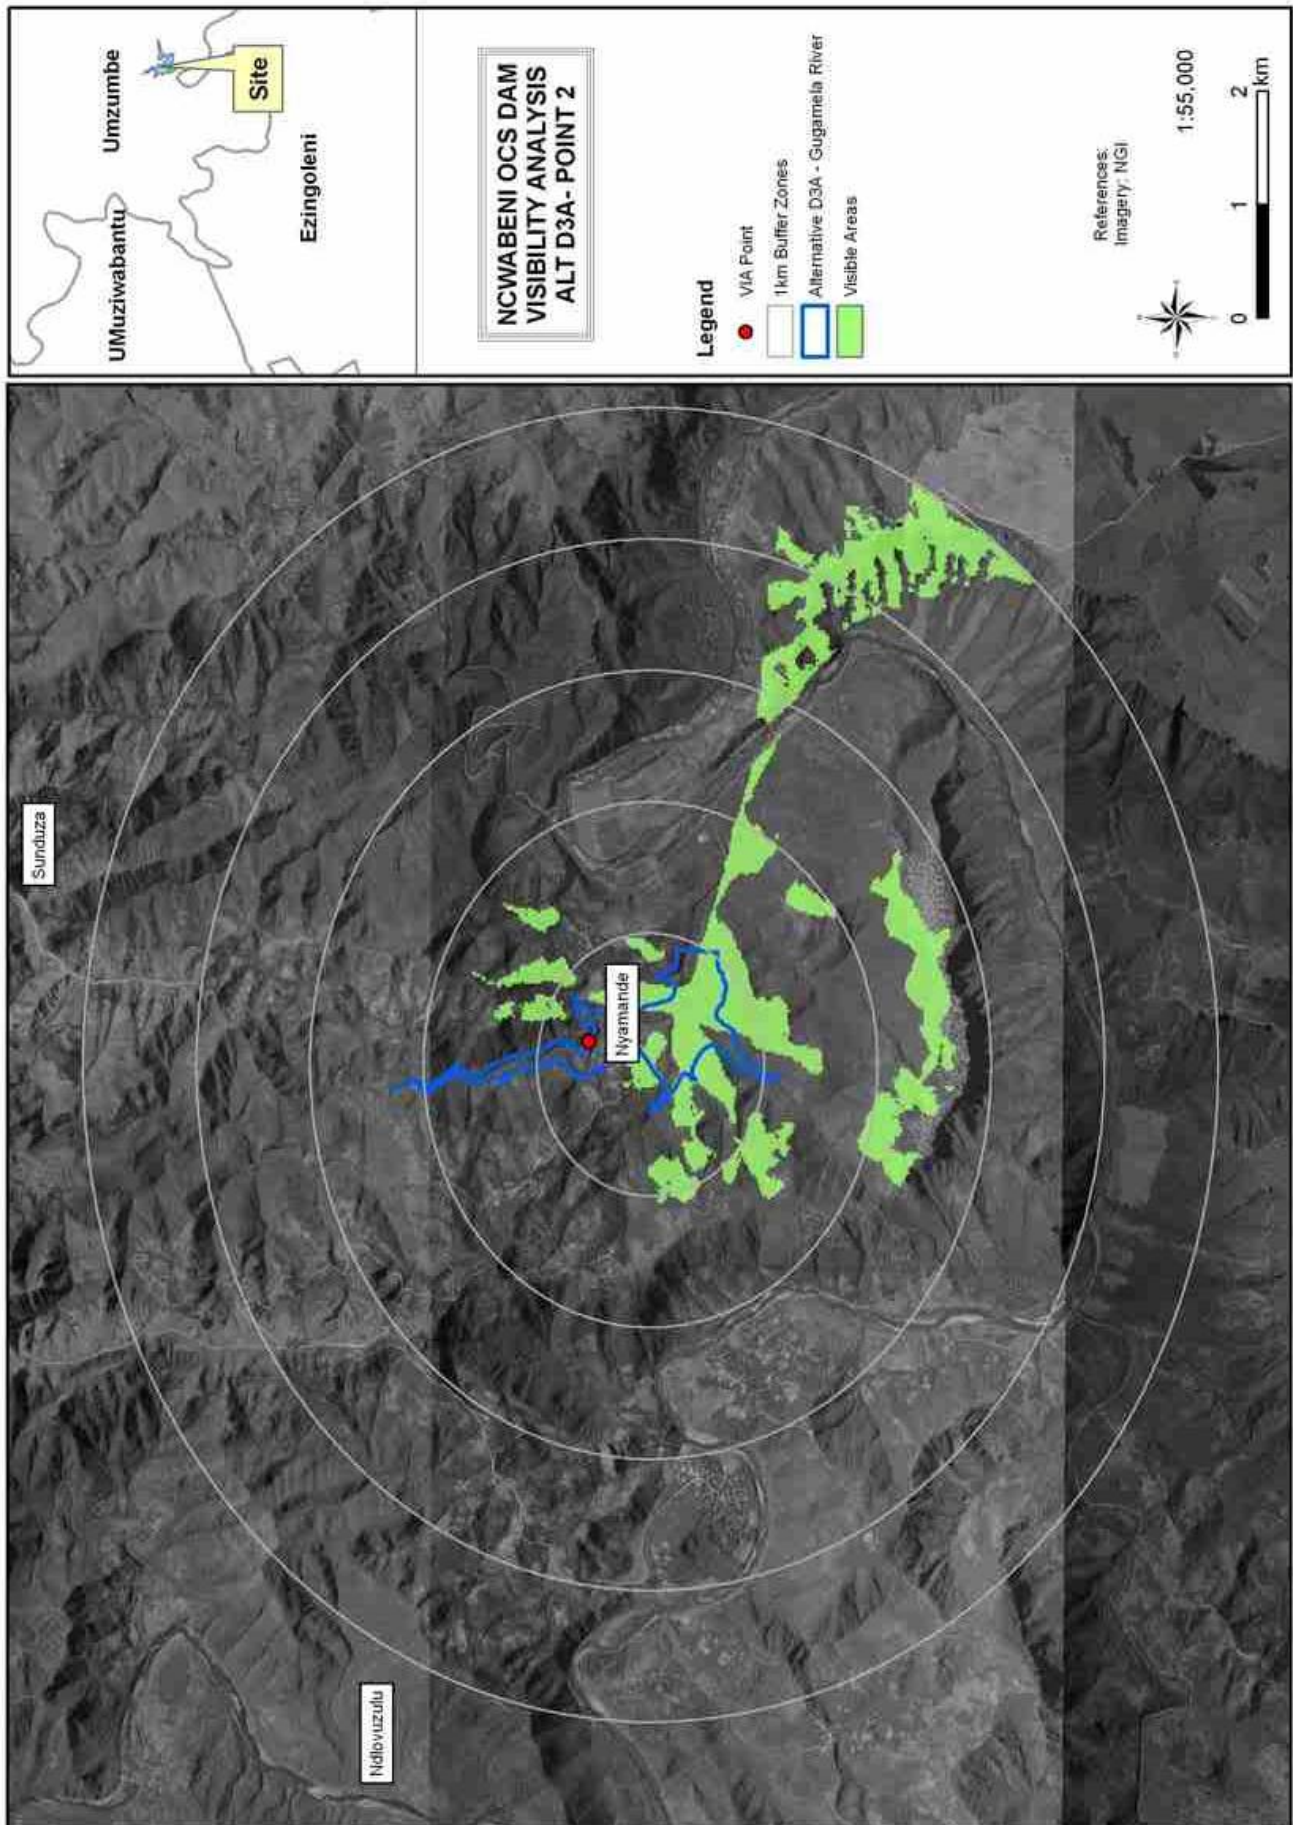 UMuziwabantu
Umzumbe
Site
Ezingoleni
NCWABENI OCS DAM
VISIBILITY ANALYSIS
ALT D3A- POINT 2
Legend
VIA Point
1km Buffer Zones
Alternative D3A - Gugamela River
Visible Areas
References:
Imagery: NGI
1:55,000
0 1 2
km
Sunduza
Nyamande
Ndlovuzulu